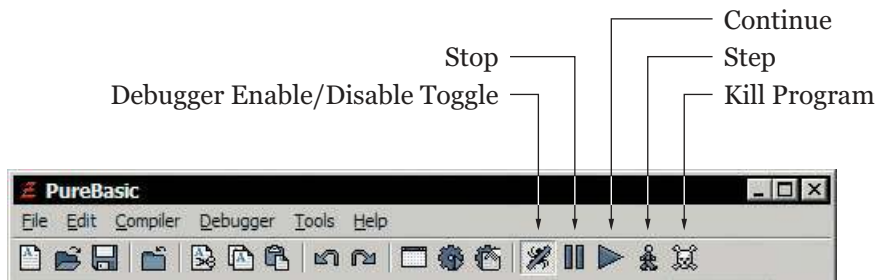 Continue
Stop
Step
Debugger Enable/Disable Toggle
Kill Program
PureBasic
File Edit Compiler Debugger Tools Help